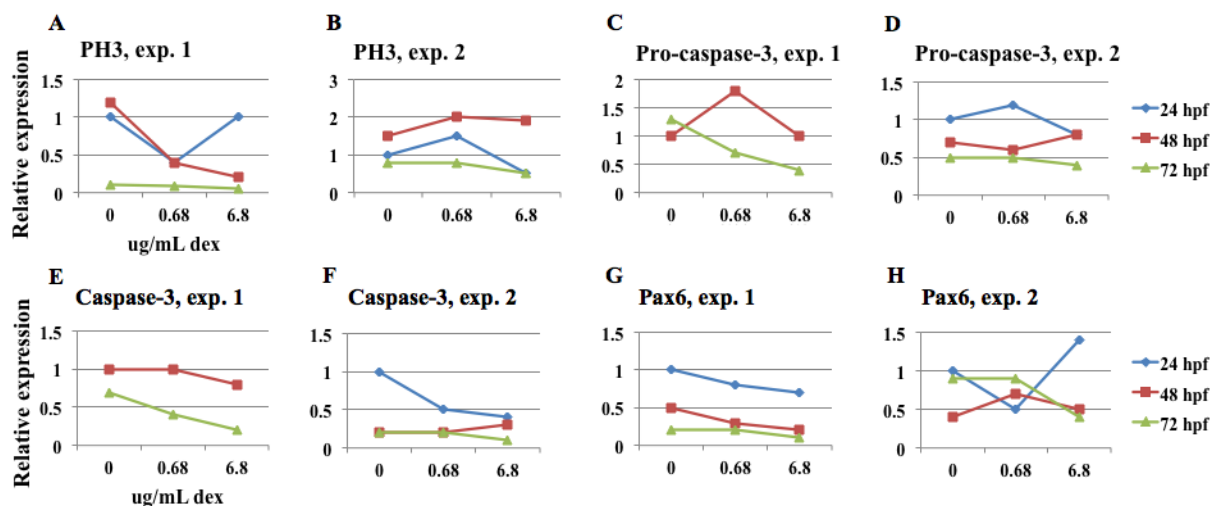 A
PH3, exp. 1
B
PH3, exp. 2
C
Pro-caspase-3, exp. 1
D
Pro-caspase-3, exp. 2
Relative expression
1.5
1
0.5
0
0 0.68 6.8
ug/mL dex
3
2
1
0
0 0.68 6.8
2
1.5
1
0.5
0
0 0.68 6.8
1.5
1
0.5
0
0 0.68 6.8
24 hpf
48 hpf
72 hpf
E
Caspase-3, exp. 1
F
Caspase-3, exp. 2
G
Pax6, exp. 1
H
Pax6, exp. 2
Relative expression
1.5
1
0.5
0
0 0.68 6.8
ug/mL dex
1.5
1
0.5
0
0 0.68 6.8
1.5
1
0.5
0
0 0.68 6.8
1.5
1
0.5
0
0 0.68 6.8
24 hpf
48 hpf
72 hpf